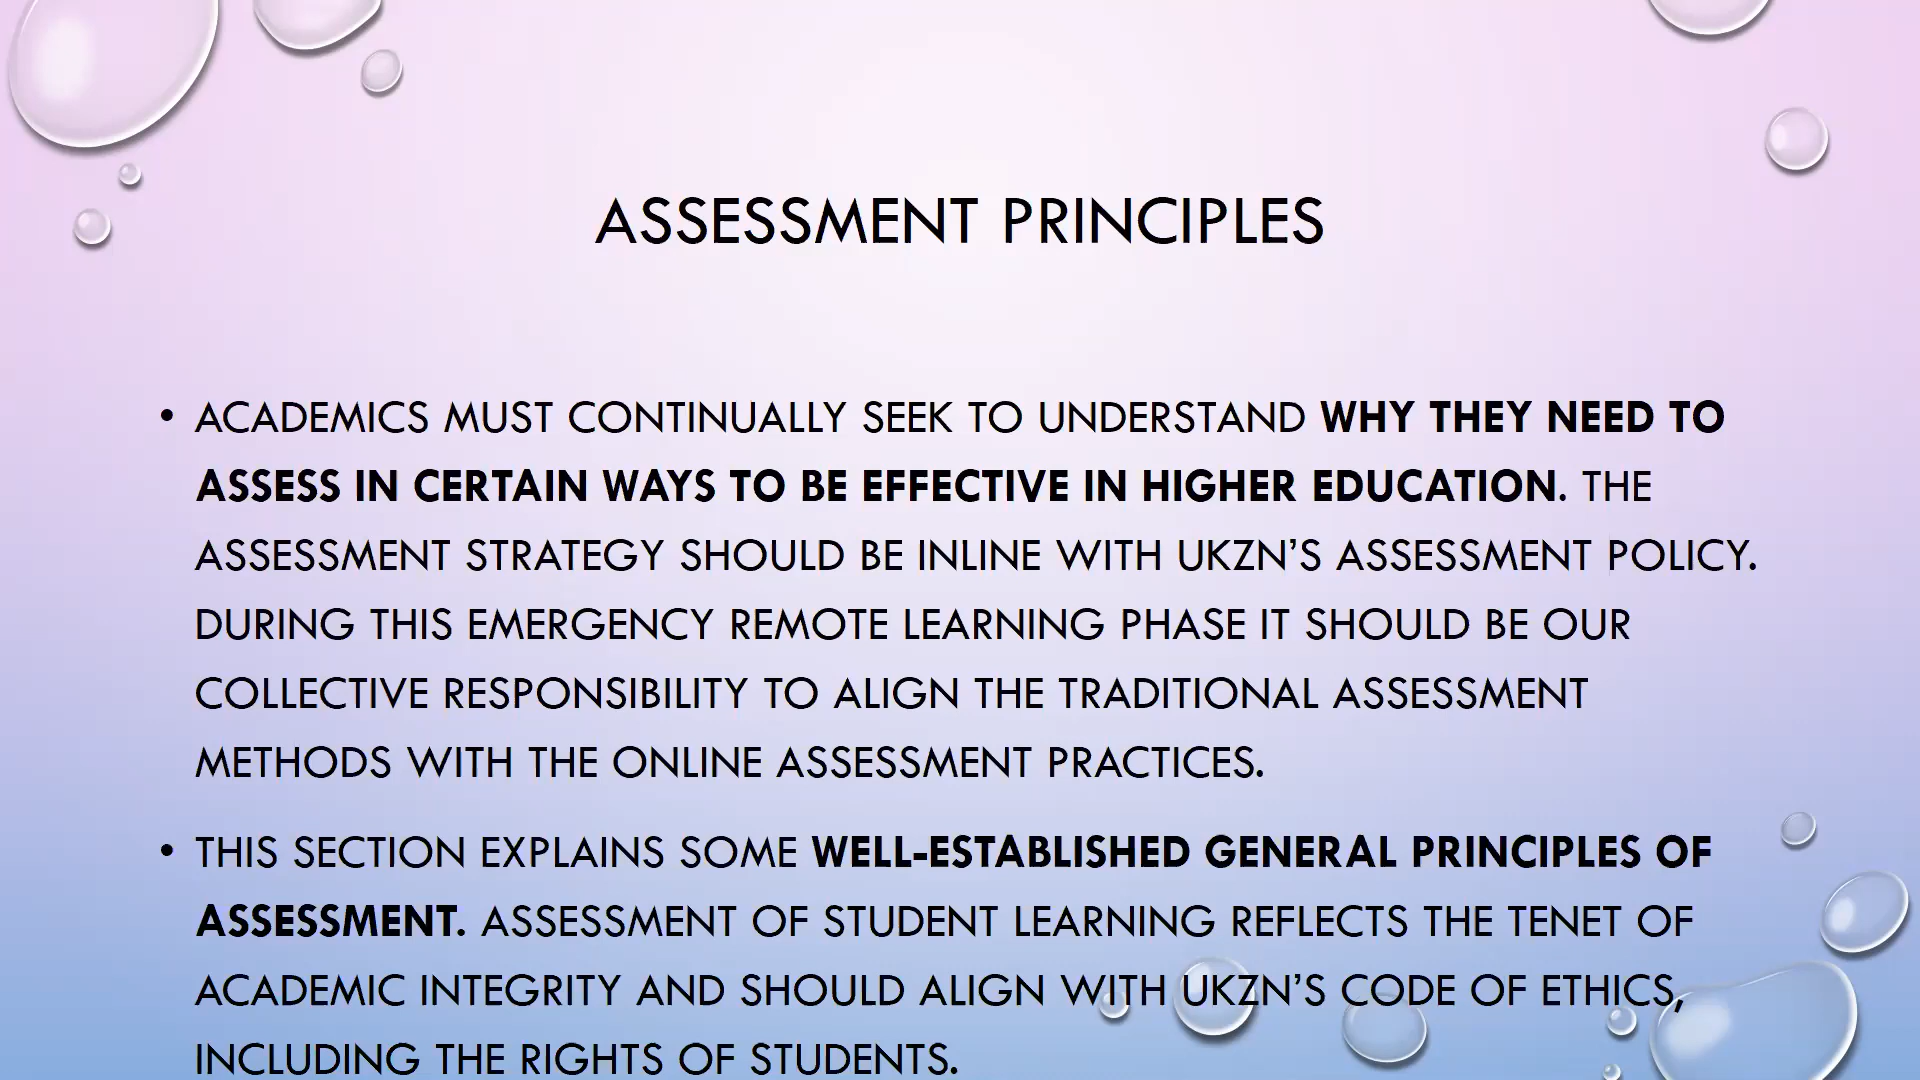 ASSESSMENT PRINCIPLES
• ACADEMICS MUST CONTINUALLY SEEK TO UNDERSTAND WHY THEY NEED TO
ASSESS IN CERTAIN WAYS TO BE EFFECTIVE IN HIGHER EDUCATION. THE
ASSESSMENT STRATEGY SHOULD BE INLINE WITH UKZN’S ASSESSMENT POLICY.
DURING THIS EMERGENCY REMOTE LEARNING PHASE IT SHOULD BE OUR
COLLECTIVE RESPONSIBILITY TO ALIGN THE TRADITIONAL ASSESSMENT
METHODS WITH THE ONLINE ASSESSMENT PRACTICES.
• THIS SECTION EXPLAINS SOME WELL-ESTABLISHED GENERAL PRINCIPLES OF
ASSESSMENT. ASSESSMENT OF STUDENT LEARNING REFLECTS THE TENET OF
ACADEMIC INTEGRITY AND SHOULD ALIGN WITH UKZN’S CODE OF ETHICS,
INCLUDING THE RIGHTS OF STUDENTS.